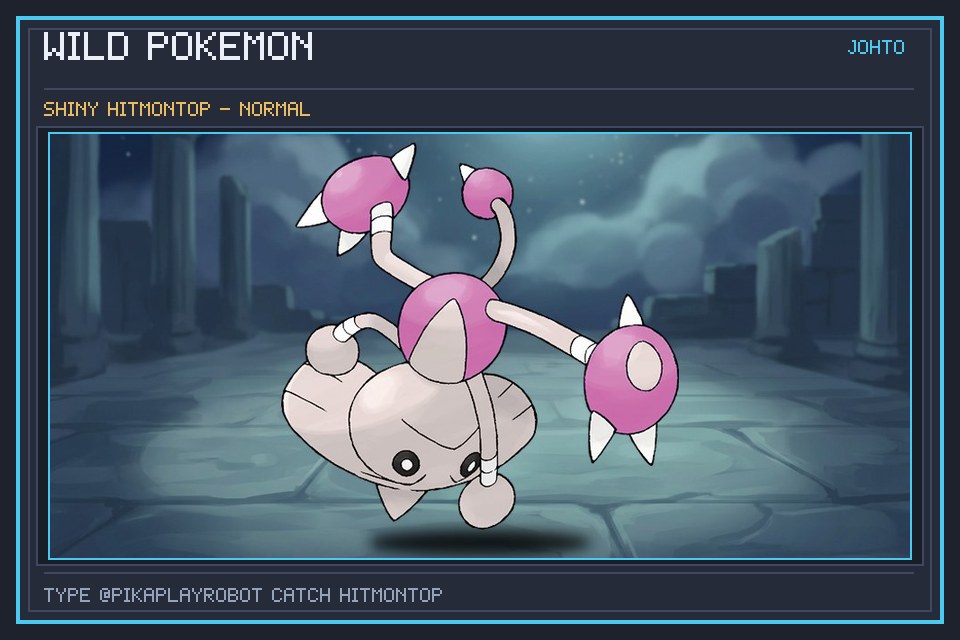 WILD POKEMON
JOHTO
SHINY HITMONTOP - NORMAL
TYPE @PIKAPLAYROBOT CATCH HITMONTOP